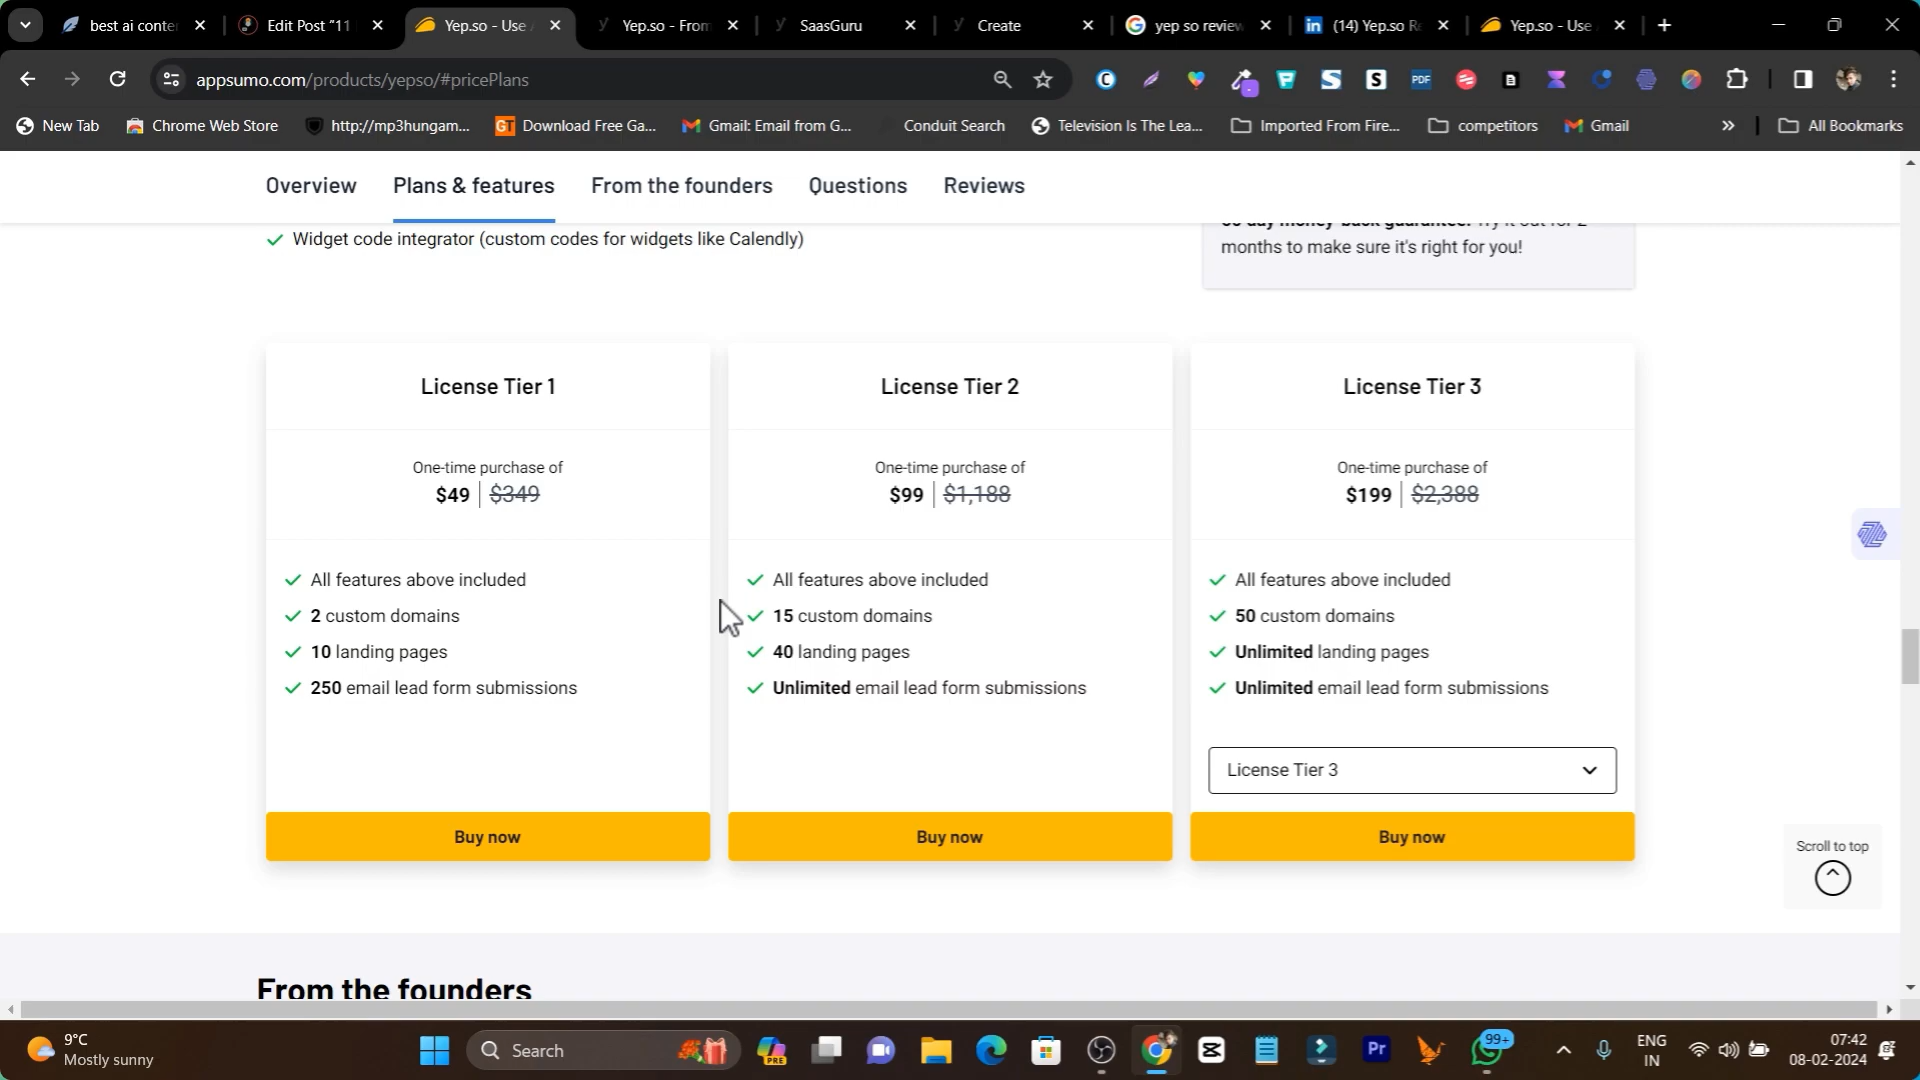 best ai conte
Edit Post "11
Yep.so - Use
Yep.so - From
SaasGuru
Create
yep so review
(14) Yep.so Re
Yep.so - Use
appsumo.com/products/yepso/#pricePlans
New Tab
Chrome Web Store
http://mp3hungam...
Download Free Ga...
Gmail: Email from G...
Conduit Search
Television Is The Lea...
Imported From Fire...
competitors
Gmail
All Bookmarks
Overview
Plans & features
From the founders
Questions
Reviews
Widget code integrator (custom codes for widgets like Calendly)
months to make sure it's right for you!
License Tier 1
One-time purchase of
$49 | $349
All features above included
2 custom domains
10 landing pages
250 email lead form submissions
Buy now
License Tier 2
One-time purchase of
$99 | $1,188
All features above included
15 custom domains
40 landing pages
Unlimited email lead form submissions
Buy now
License Tier 3
One-time purchase of
$199 | $2,388
All features above included
50 custom domains
Unlimited landing pages
Unlimited email lead form submissions
License Tier 3
Buy now
Scroll to top
From the founders
9°C
Mostly sunny
Search
PRE
Pr
99+
ENG
IN
07:42
08-02-2024